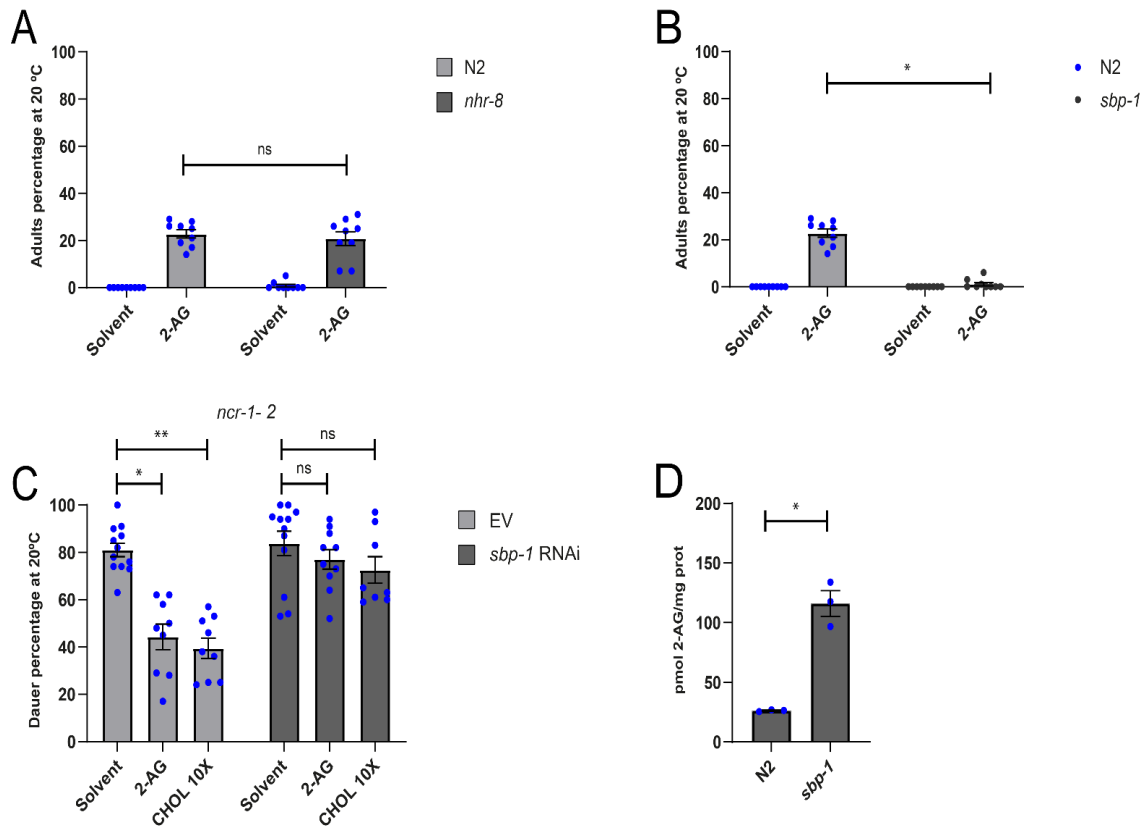 A
Adults percentage at 20 ºC
100
80
60
40
20
0
ns
Solvent
2-AG
Solvent
2-AG
N2
nhr-8
B
Adults percentage at 20 ºC
100
80
60
40
20
0
*
Solvent
2-AG
Solvent
2-AG
N2
sbp-1
ncr-1- 2
C
Dauer percentage at 20ºC
100
80
60
40
20
0
**
*
ns
ns
Solvent
2-AG
CHOL 10X
Solvent
2-AG
CHOL 10X
EV
sbp-1 RNAi
D
pmol 2-AG/mg prot
200
150
100
50
0
*
N2
sbp-1